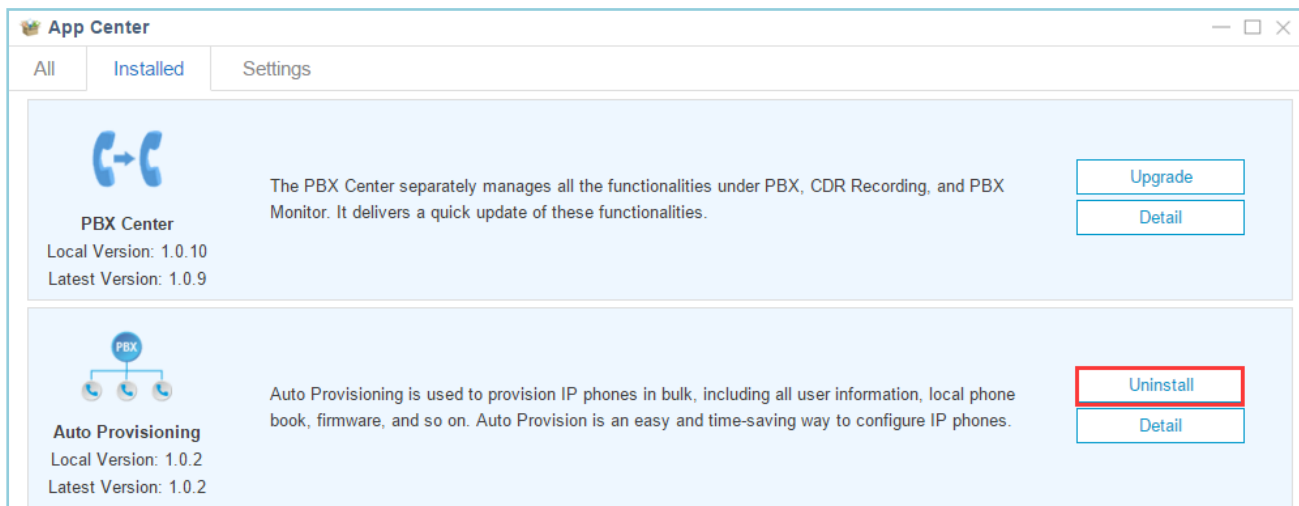 App Center
All Installed Settings
PBX Center
Local Version: 1.0.10
Latest Version: 1.0.9
The PBX Center separately manages all the functionalities under PBX, CDR Recording, and PBX
Monitor. It delivers a quick update of these functionalities.
Upgrade
Detail
PBX
Auto Provisioning
Local Version: 1.0.2
Latest Version: 1.0.2
Auto Provisioning is used to provision IP phones in bulk, including all user information, local phone
book, firmware, and so on. Auto Provision is an easy and time-saving way to configure IP phones.
Uninstall
Detail